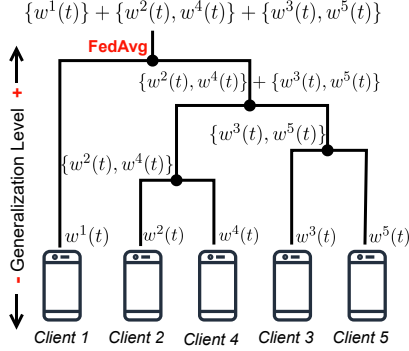 {w¹(t)} + {w²(t), w⁴(t)} + {w³(t), w⁵(t)}
FedAvg
{w²(t), w⁴(t)} + {w³(t), w⁵(t)}
{w³(t), w⁵(t)}
{w²(t), w⁴(t)}
- Generalization Level +
w¹(t) w²(t) w⁴(t) w³(t) w⁵(t)
Client 1 Client 2 Client 4 Client 3 Client 5